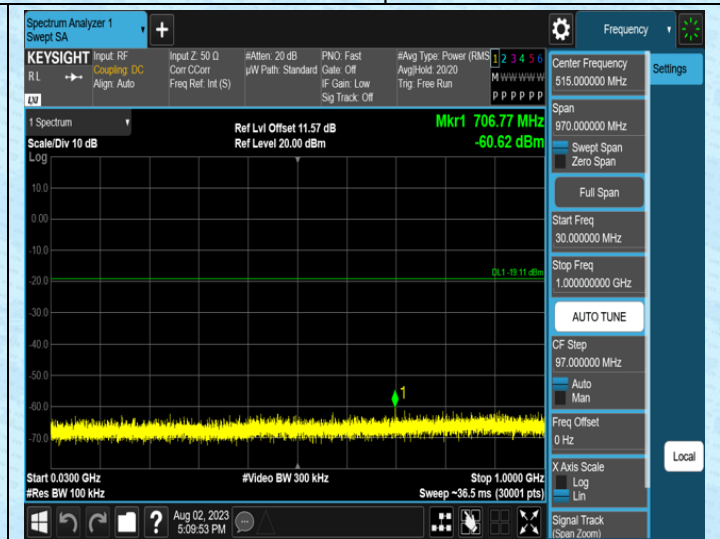 Spectrum Analyzer 1
Swept SA
+
Frequency
KEYSIGHT
RL
Input: RF
Coupling: DC
Align: Auto
Input Z: 50 Ω
Corr CCorr
Freq Ref: Int (S)
#Atten: 20 dB
µW Path: Standard
PNO: Fast
Gate: Off
IF Gain: Low
Sig Track: Off
#Avg Type: Power (RMS
Avg|Hold: 20/20
Trig: Free Run
1 2 3 4 5 6
M W W W W W
P P P P P P
LXI
1 Spectrum
Scale/Div 10 dB
Log
Ref Lvl Offset 11.57 dB
Ref Level 20.00 dBm
Mkr1 706.77 MHz
-60.62 dBm
10.0
0.00
-10.0
-20.0
DL1 -19.11 dBm
-30.0
-40.0
-50.0
-60.0
-70.0
1
Start 0.0300 GHz
#Res BW 100 kHz
#Video BW 300 kHz
Stop 1.0000 GHz
Sweep ~36.5 ms (30001 pts)
?
Aug 02, 2023
5:09:53 PM
Center Frequency
515.000000 MHz
Span
970.000000 MHz
Swept Span
Zero Span
Full Span
Start Freq
30.000000 MHz
Stop Freq
1.000000000 GHz
AUTO TUNE
CF Step
97.000000 MHz
Auto
Man
Freq Offset
0 Hz
X Axis Scale
Log
Lin
Signal Track
(Span Zoom)
Settings
Local